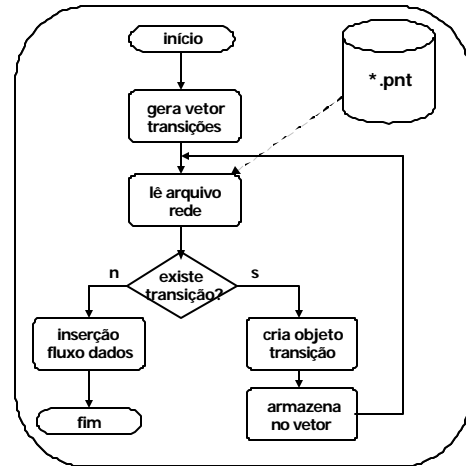 início
*.pnt
gera vetor
transições
lê arquivo
rede
n
existe
transição?
s
inserção
fluxo dados
cria objeto
transição
fim
armazena
no vetor